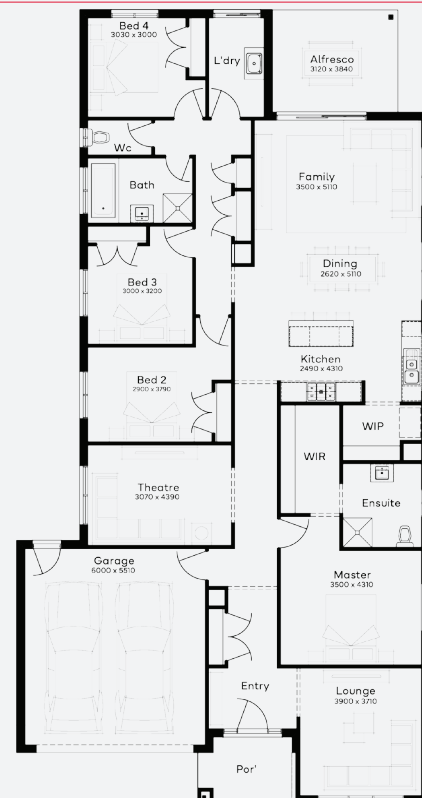 Bed 4
3030 x 3000
L'dry
Alfresco
3120 x 3840
Wc
Family
3500 x 5110
Bath
Dining
2620 x 5110
Bed 3
3000 x 3200
Kitchen
2490 x 4310
Bed 2
2900 x 3790
WIP
WIR
Theatre
3070 x 4390
Ensuite
Garage
6000 x 5510
Master
3500 x 4310
Entry
Lounge
3900 x 3710
Por'